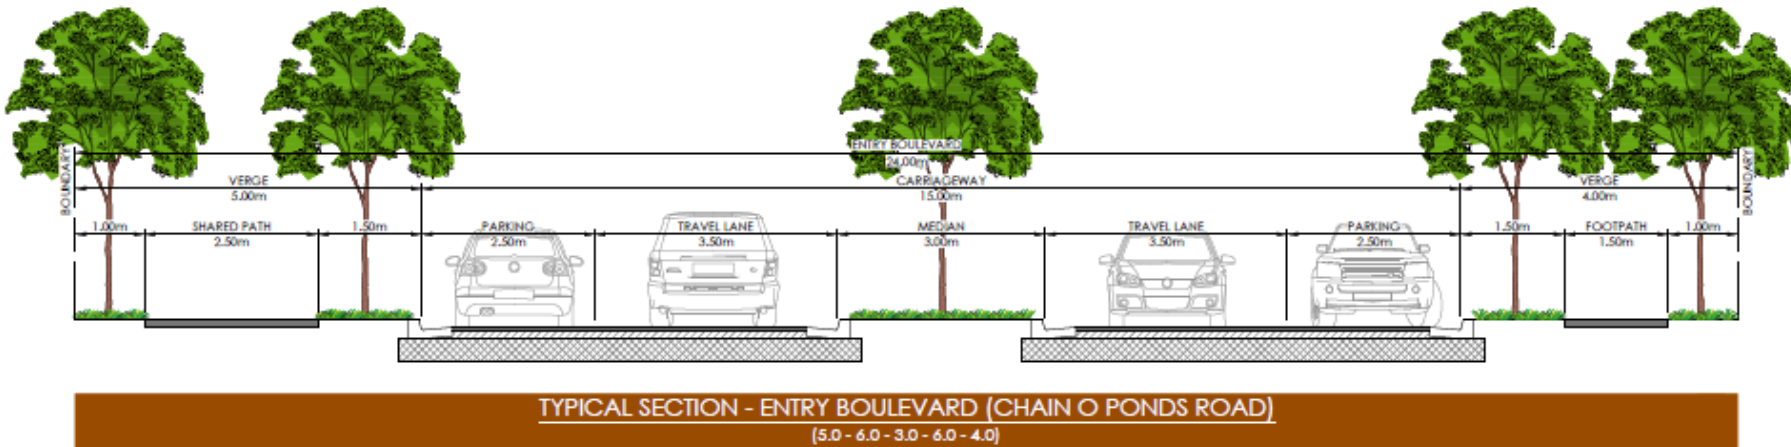 ENTRY BOULEVARD
24.00m
VERGE
5.00m
CARRIAGEWAY
15.00m
VERGE
4.00m
BOUNDARY
1.00m
SHARED PATH
2.50m
1.50m
PARKING
2.50m
TRAVEL LANE
3.50m
MEDIAN
3.00m
TRAVEL LANE
3.50m
PARKING
2.50m
1.50m
FOOTPATH
1.50m
1.00m
BOUNDARY
TYPICAL SECTION - ENTRY BOULEVARD (CHAIN O PONDS ROAD)
(5.0 - 6.0 - 3.0 - 6.0 - 4.0)